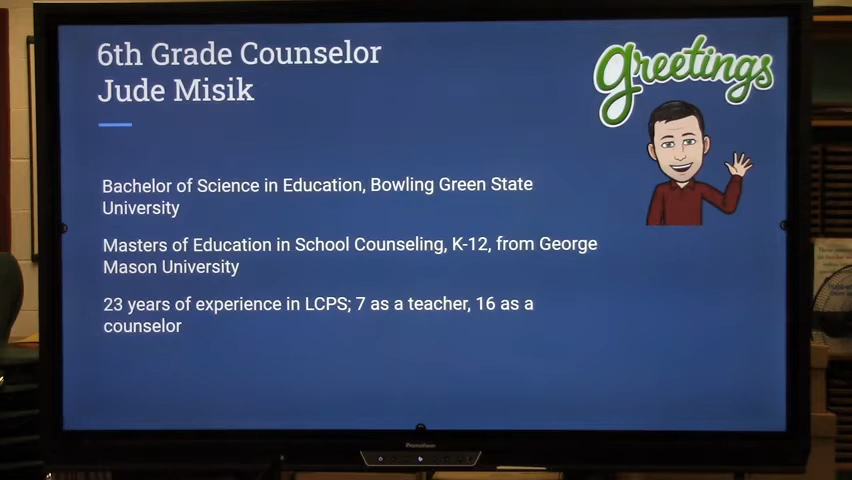 6th Grade Counselor
Jude Misik
greetings
Bachelor of Science in Education, Bowling Green State
University
Masters of Education in School Counseling, K-12, from George
Mason University
23 years of experience in LCPS; 7 as a teacher, 16 as a
counselor
Promethean